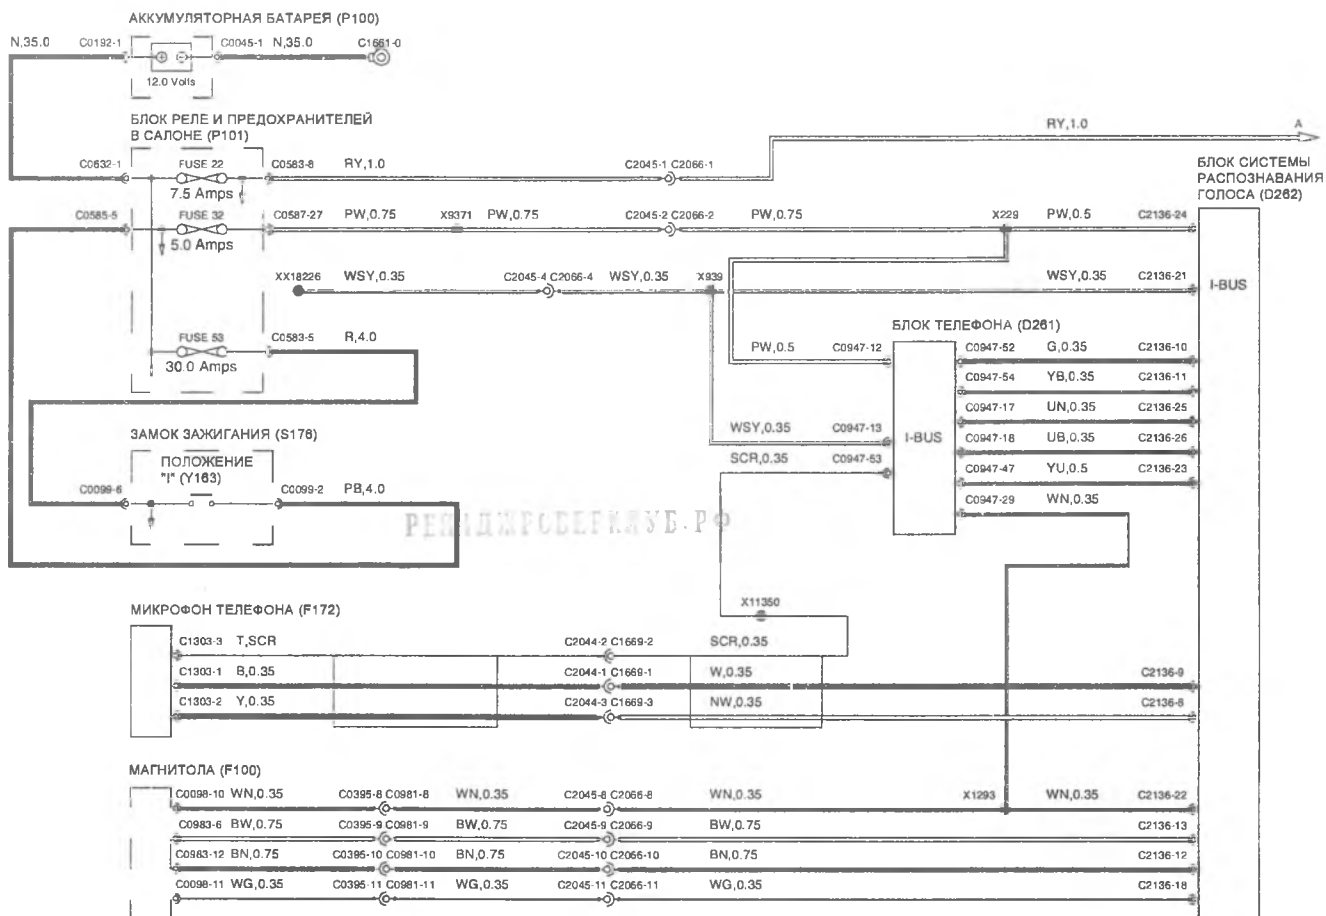 АККУМУЛЯТОРНАЯ БАТАРЕЯ (P100)
N,35.0 C0192-1 C0045-1 N,35.0 C1661-0
12.0 Volts
БЛОК РЕЛЕ И ПРЕДОХРАНИТЕЛЕЙ
В САЛОНЕ (P101)
RY,1.0 A
C0632-1 FUSE 22 C0583-8 RY,1.0 C2045-1 C2066-1
7.5 Amps
БЛОК СИСТЕМЫ
РАСПОЗНАВАНИЯ
ГОЛОСА (D262)
C0585-5 FUSE 32 C0587-27 PW,0.75 X9371 PW,0.75 C2045-2 C2066-2 PW,0.75 X229 PW,0.5 C2136-24
5.0 Amps
XX18226 WSY,0.35 C2045-4 C2066-4 WSY,0.35 X939 WSY,0.35 C2136-21
I-BUS
БЛОК ТЕЛЕФОНА (D261)
FUSE 53 C0583-5 R,4.0
30.0 Amps
PW,0.5 C0947-12 C0947-52 G,0.35 C2136-10
C0947-54 YB,0.35 C2136-11
C0947-17 UN,0.35 C2136-25
WSY,0.35 C0947-13 I-BUS C0947-18 UB,0.35 C2136-26
SCR,0.35 C0947-53 C0947-47 YU,0.5 C2136-23
C0947-29 WN,0.35
ЗАМОК ЗАЖИГАНИЯ (S176)
ПОЛОЖЕНИЕ
"I" (Y163)
C0099-6 C0099-2 PB,4.0
X11350
МИКРОФОН ТЕЛЕФОНА (F172)
C1303-3 T,SCR C2044-2 C1669-2 SCR,0.35
C1303-1 B,0.35 C2044-1 C1669-1 W,0.35 C2136-9
C1303-2 Y,0.35 C2044-3 C1669-3 NW,0.35 C2136-8
МАГНИТОЛА (F100)
C0098-10 WN,0.35 C0395-8 C0981-8 WN,0.35 C2045-8 C2066-8 WN,0.35 X1293 WN,0.35 C2136-22
C0983-6 BW,0.75 C0395-9 C0981-9 BW,0.75 C2045-9 C2066-9 BW,0.75 C2136-13
C0983-12 BN,0.75 C0395-10 C0981-10 BN,0.75 C2045-10 C2066-10 BN,0.75 C2136-12
C0098-11 WG,0.35 C0395-11 C0981-11 WG,0.35 C2045-11 C2066-11 WG,0.35 C2136-18